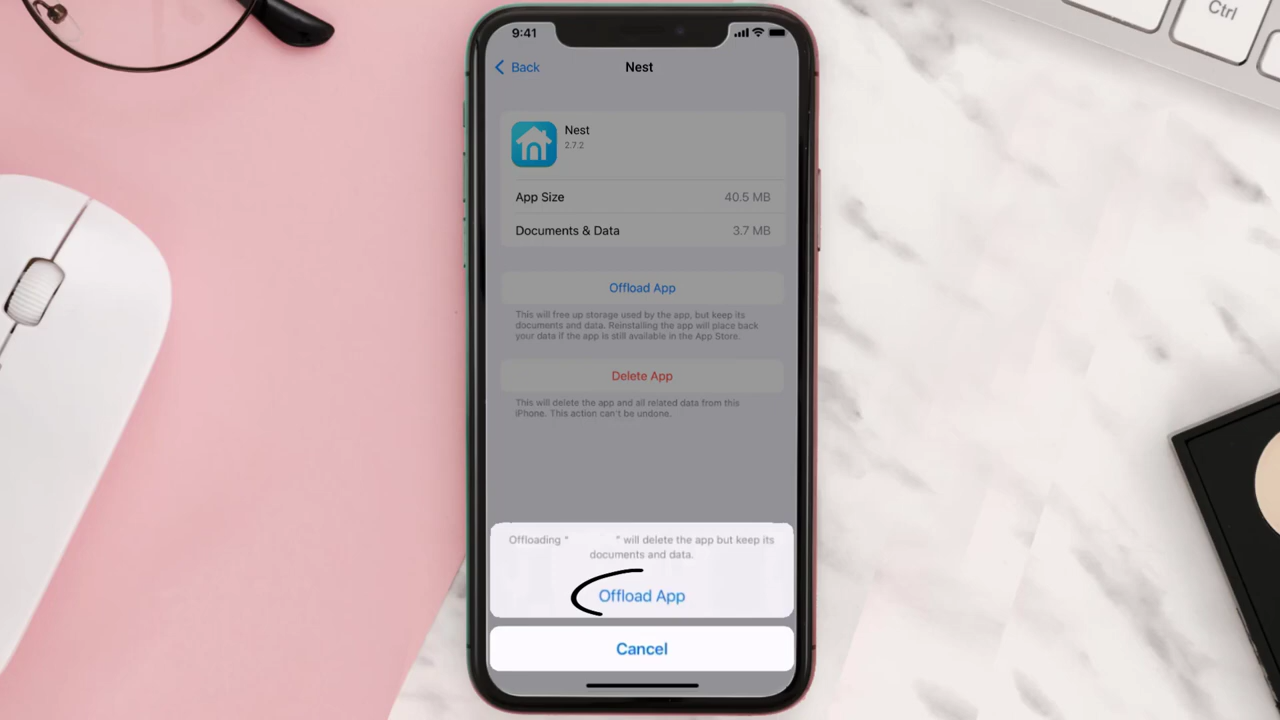 Ctrl
9:41
Back
Nest
Nest
2.7.2
App Size 40.5 MB
Documents & Data 3.7 MB
Offload App
This will free up storage used by the app, but keep its
documents and data. Reinstalling the app will place back
your data if the app is still available in the App Store.
Delete App
This will delete the app and all related data from this
iPhone. This action can't be undone.
Offloading " " will delete the app but keep its
documents and data.
Offload App
Cancel